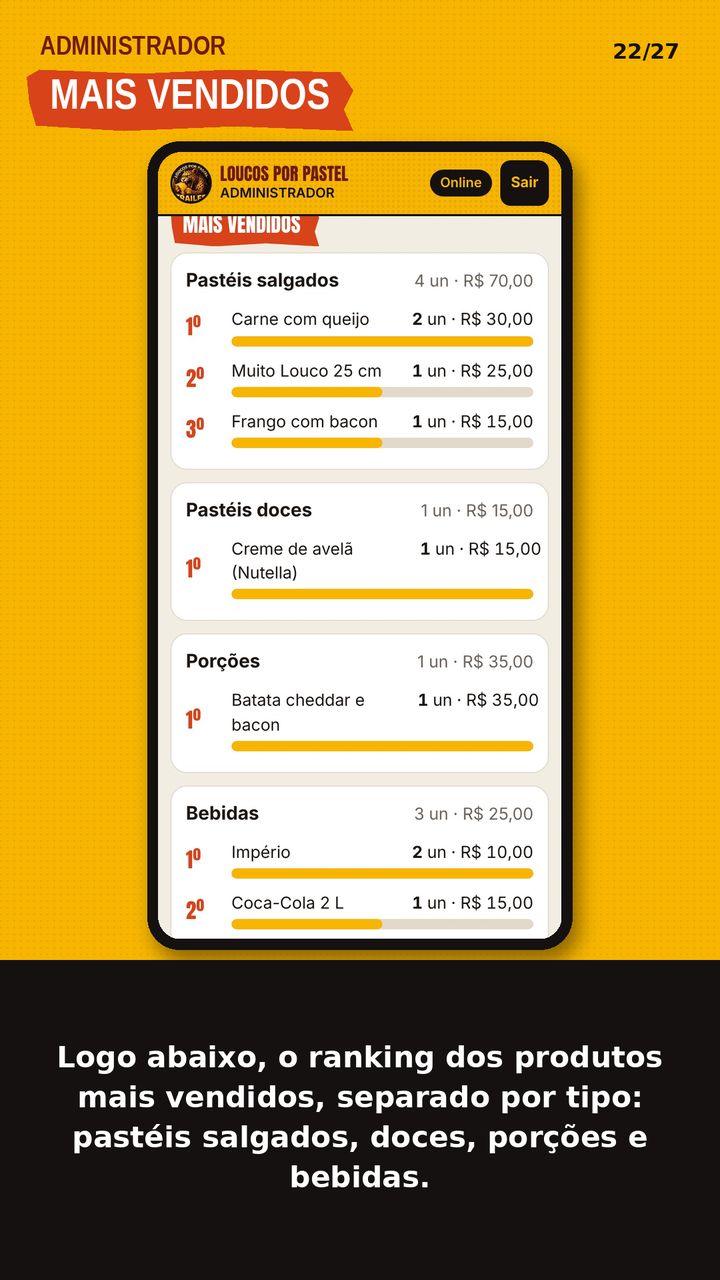 ADMINISTRADOR
22/27
MAIS VENDIDOS
LOUCOS POR PASTEL
ADMINISTRADOR
Online
Sair
MAIS VENDIDOS
Pastéis salgados 4 un · R$ 70,00
1º Carne com queijo 2 un · R$ 30,00
2º Muito Louco 25 cm 1 un · R$ 25,00
3º Frango com bacon 1 un · R$ 15,00
Pastéis doces 1 un · R$ 15,00
1º Creme de avelã 1 un · R$ 15,00
(Nutella)
Porções 1 un · R$ 35,00
1º Batata cheddar e 1 un · R$ 35,00
bacon
Bebidas 3 un · R$ 25,00
1º Império 2 un · R$ 10,00
2º Coca-Cola 2 L 1 un · R$ 15,00
Logo abaixo, o ranking dos produtos
mais vendidos, separado por tipo:
pastéis salgados, doces, porções e
bebidas.